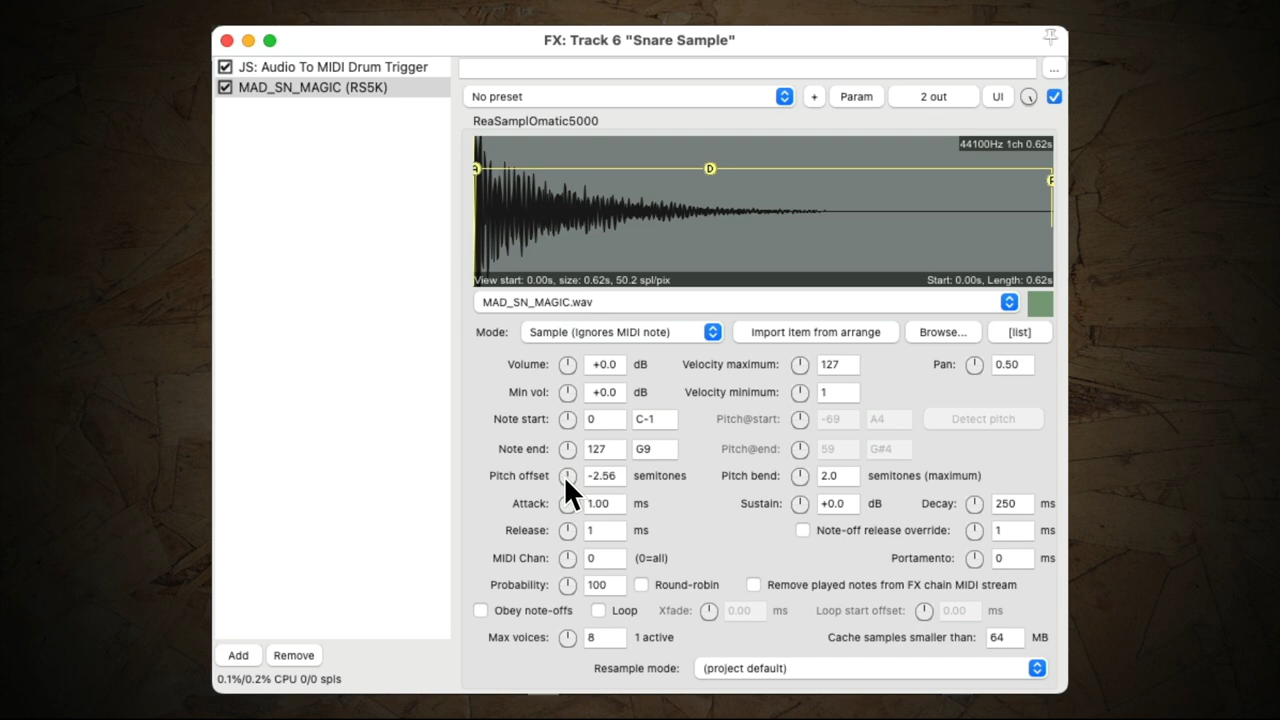 FX: Track 6 "Snare Sample"
JS: Audio To MIDI Drum Trigger
...
MAD_SN_MAGIC (RS5K)
No preset + Param 2 out UI
ReaSamplOmatic5000
44100Hz 1ch 0.62s
A D
View start: 0.00s, size: 0.62s, 50.2 spl/pix Start: 0.00s, Length: 0.62s
MAD_SN_MAGIC.wav
Mode: Sample (Ignores MIDI note) Import item from arrange Browse... [list]
Volume: +0.0 dB Velocity maximum: 127 Pan: 0.50
Min vol: +0.0 dB Velocity minimum: 1
Note start: 0 C-1 Pitch@start: -69 A4 Detect pitch
Note end: 127 G9 Pitch@end: 59 G#4
Pitch offset -2.56 semitones Pitch bend: 2.0 semitones (maximum)
Attack: 1.00 ms Sustain: +0.0 dB Decay: 250 ms
Release: 1 ms Note-off release override: 1 ms
MIDI Chan: 0 (0=all) Portamento: 0 ms
Probability: 100 Round-robin Remove played notes from FX chain MIDI stream
Obey note-offs Loop Xfade: 0.00 ms Loop start offset: 0.00 ms
Max voices: 8 1 active Cache samples smaller than: 64 MB
Add Remove
Resample mode: (project default)
0.1%/0.2% CPU 0/0 spls